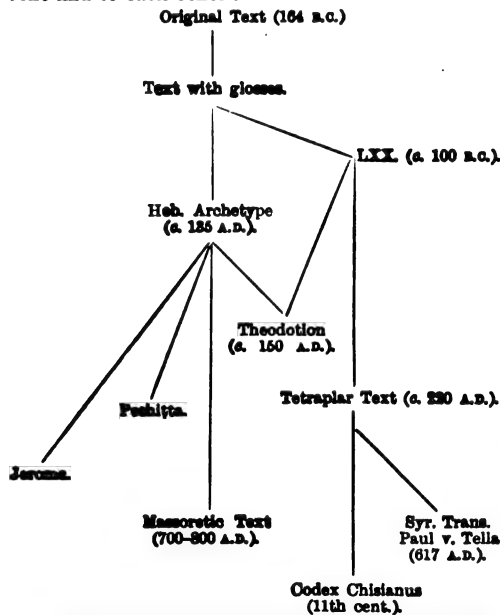 Original Text (164 B.C.)
Text with glosses.
LXX. (c. 100 B.C.)
Heb. Archetype
(c. 135 A.D.).
Theodotion
(c. 150 A.D.).
Peshitta.
Tetraplar Text (c. 220 A.D.).
Jerome.
Massoretic Text
(700–800 A.D.).
Syr. Trans.
Paul v. Tella
(617 A.D.)
Codex Chisianus
(11th cent.).